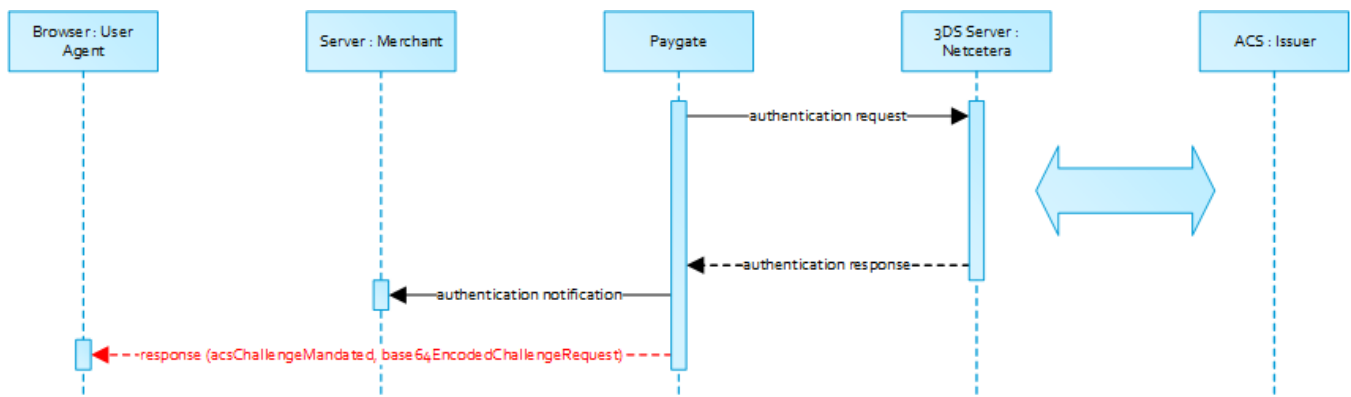 Browser : User
Agent
Server : Merchant
Paygate
3DS Server :
Netcetera
ACS : Issuer
authentication request
authentication response
authentication notification
response (acsChallengeMandated, base64EncodedChallengeRequest)